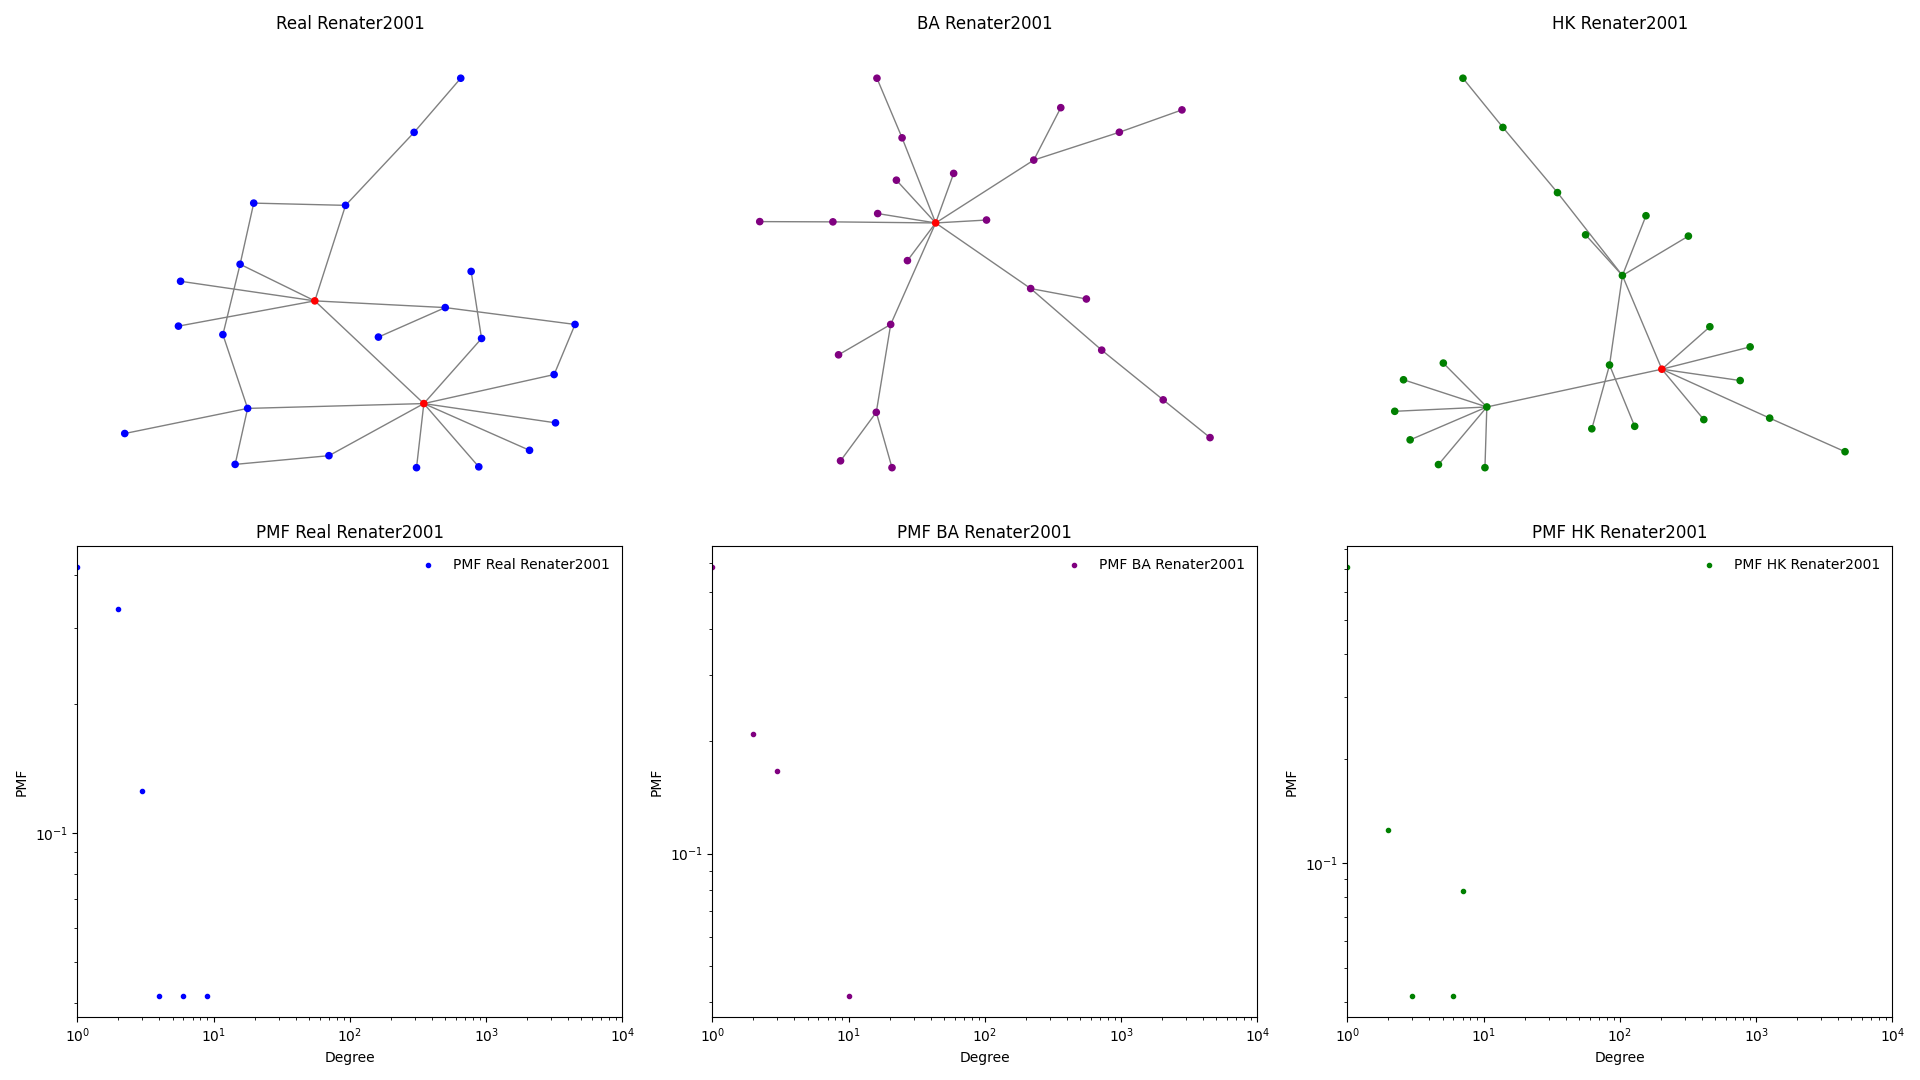 Real Renater2001
BA Renater2001
HK Renater2001
PMF Real Renater2001
PMF Real Renater2001
PMF
10⁻¹
10⁰ 10¹ 10² 10³ 10⁴
Degree
PMF BA Renater2001
PMF BA Renater2001
PMF
10⁻¹
10⁰ 10¹ 10² 10³ 10⁴
Degree
PMF HK Renater2001
PMF HK Renater2001
PMF
10⁻¹
10⁰ 10¹ 10² 10³ 10⁴
Degree